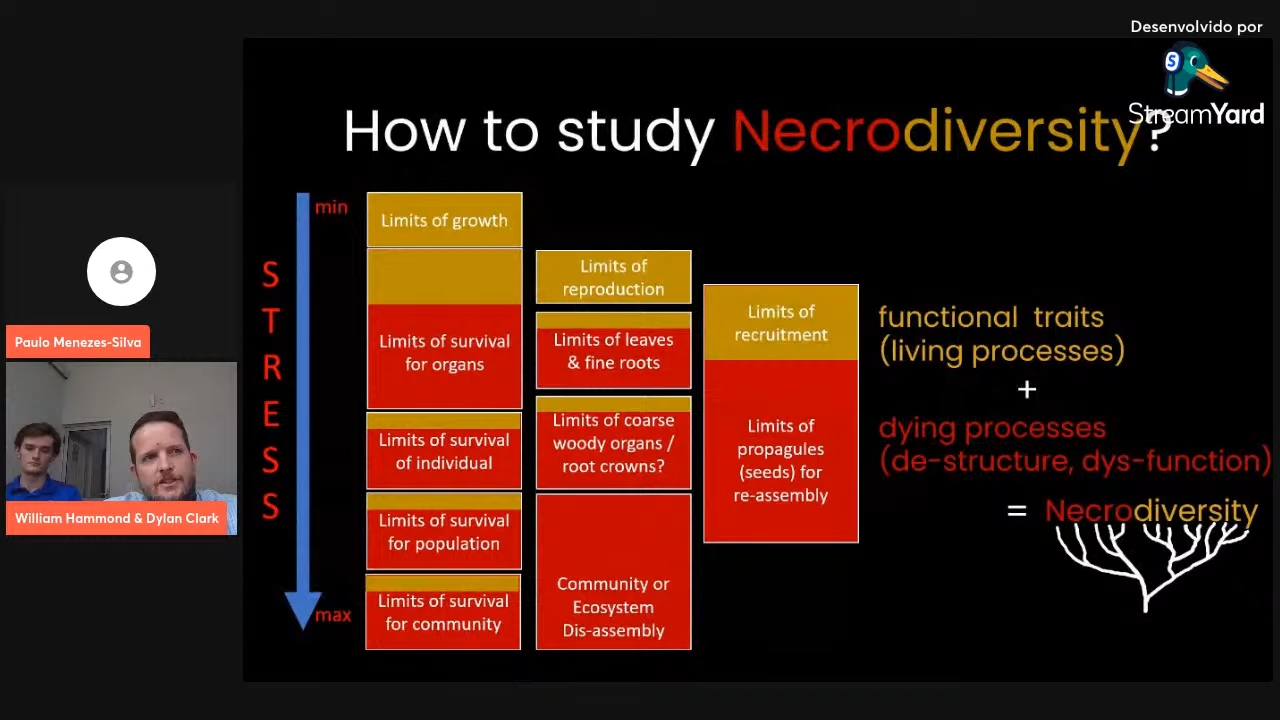 Desenvolvido por
StreamYard
How to study Necrodiversity?
min
STRESS
max
Limits of growth
Limits of survival
for organs
Limits of survival
of individual
Limits of survival
for population
Limits of survival
for community
Limits of
reproduction
Limits of leaves
& fine roots
Limits of coarse
woody organs /
root crowns?
Community or
Ecosystem
Dis-assembly
Limits of
recruitment
Limits of
propagules
(seeds) for
re-assembly
functional traits
(living processes)
+
dying processes
(de-structure, dys-function)
= Necrodiversity
Paulo Menezes-Silva
William Hammond & Dylan Clark